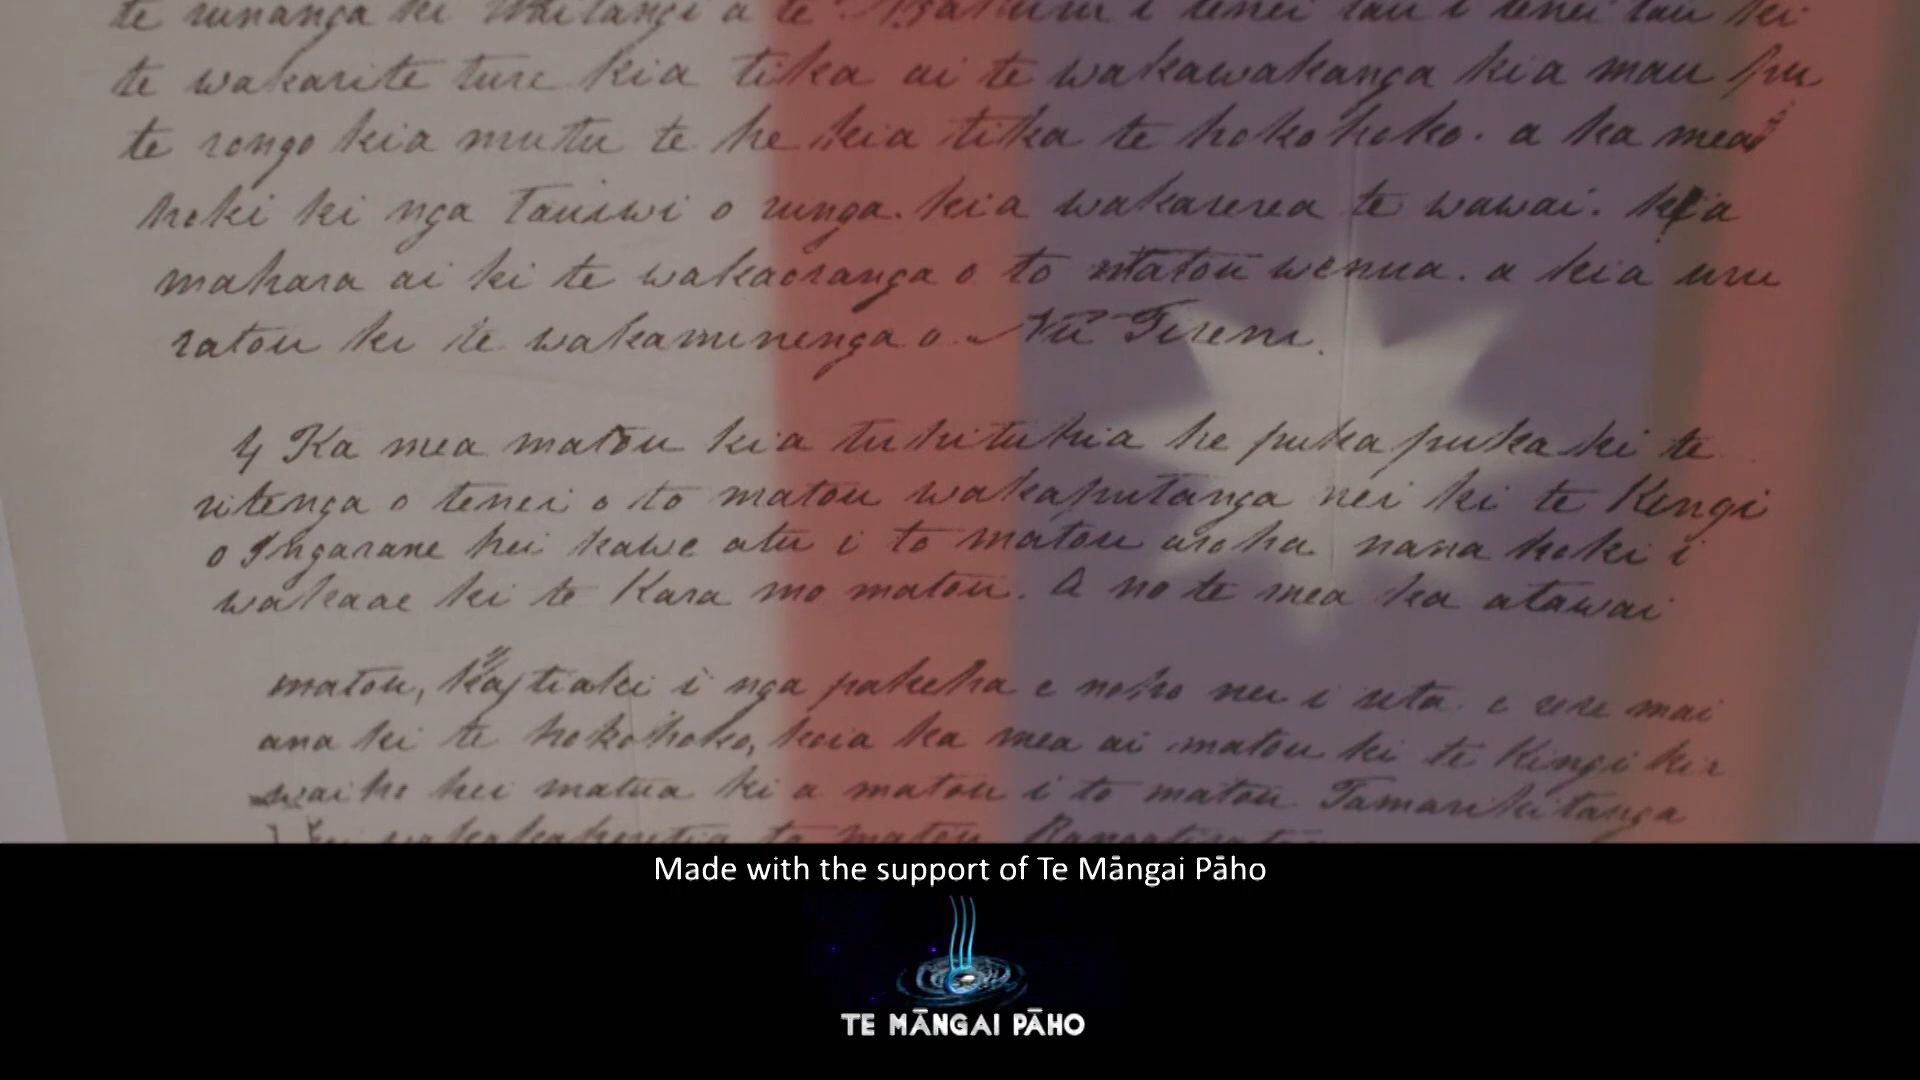 te runanga ki Waitangi a te Ngahuru i tenei tau i tenei tau ki
te wakarite ture kia tika ai te wakawakanga kia mau pu
te rongo kia mutu te he kia tika te hokohoko. a ka mea
hoki ki nga Tauiwi o runga. kia wakarerea te wawai. kia
mahara ai ki te wakaoranga o to matou wenua. a kia uru
ratou ki te wakaminenga o Nu Tireni.
4 Ka mea matou kia tuhituhia he pukapuka ki te
ritenga o tenei o to matou wakaputanga nei ki te Kingi
o Ingarane hei kawe atu i to matou aroha. nana hoki i
wakaae ki te Kara mo matou. A no te mea ka atawai
matou, kaitiaki i nga pakeha e noho nei i uta. e rere mai
ana ki te hokohoko, koia ka mea ai matou ki te Kingi kia
waiho hei matua ki a matou i to matou Tamarikitanga
wakakahoretia to matou Rangatiratanga
Made with the support of Te Māngai Pāho
TE MĀNGAI PĀHO